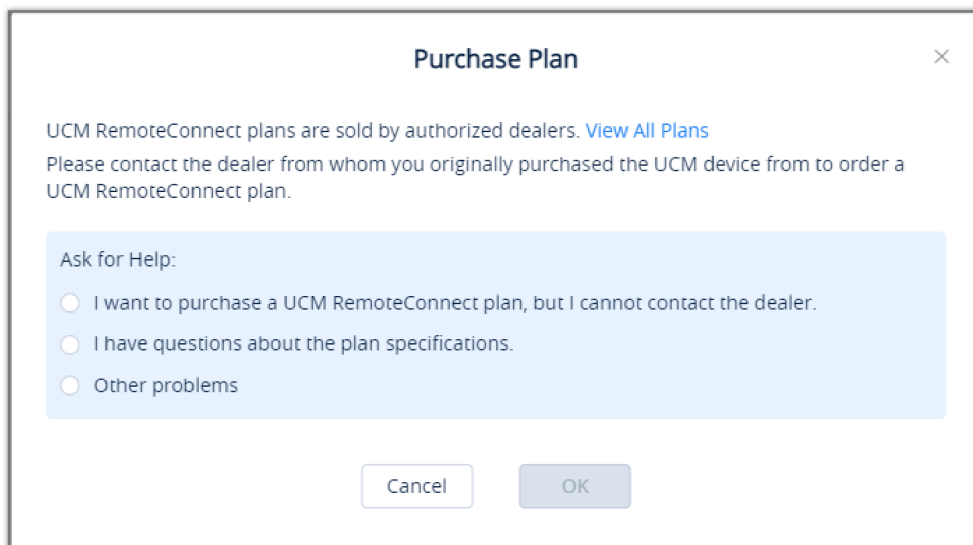 Purchase Plan
UCM RemoteConnect plans are sold by authorized dealers. View All Plans
Please contact the dealer from whom you originally purchased the UCM device from to order a
UCM RemoteConnect plan.
Ask for Help:
I want to purchase a UCM RemoteConnect plan, but I cannot contact the dealer.
I have questions about the plan specifications.
Other problems
Cancel OK